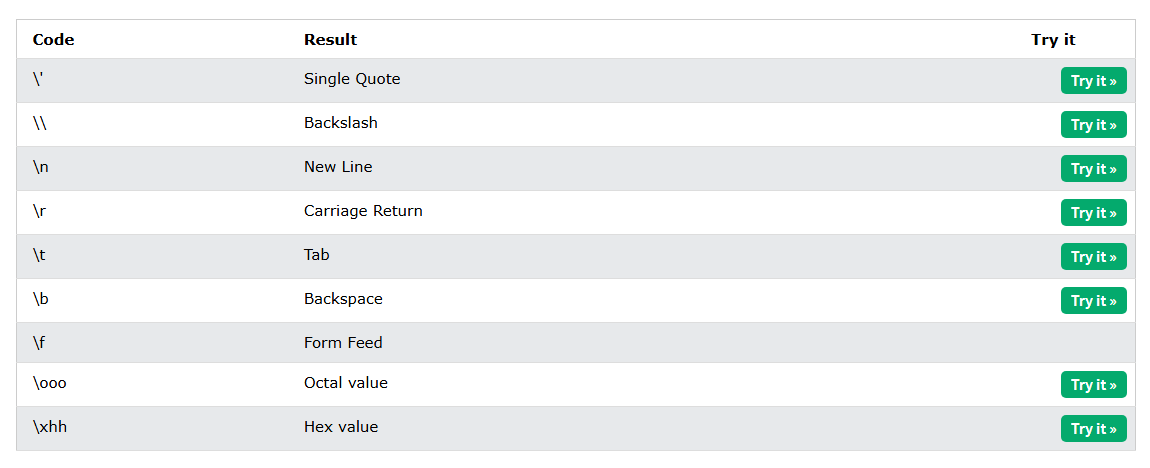 Code Result Try it
\' Single Quote Try it »
\\ Backslash Try it »
\n New Line Try it »
\r Carriage Return Try it »
\t Tab Try it »
\b Backspace Try it »
\f Form Feed
\ooo Octal value Try it »
\xhh Hex value Try it »